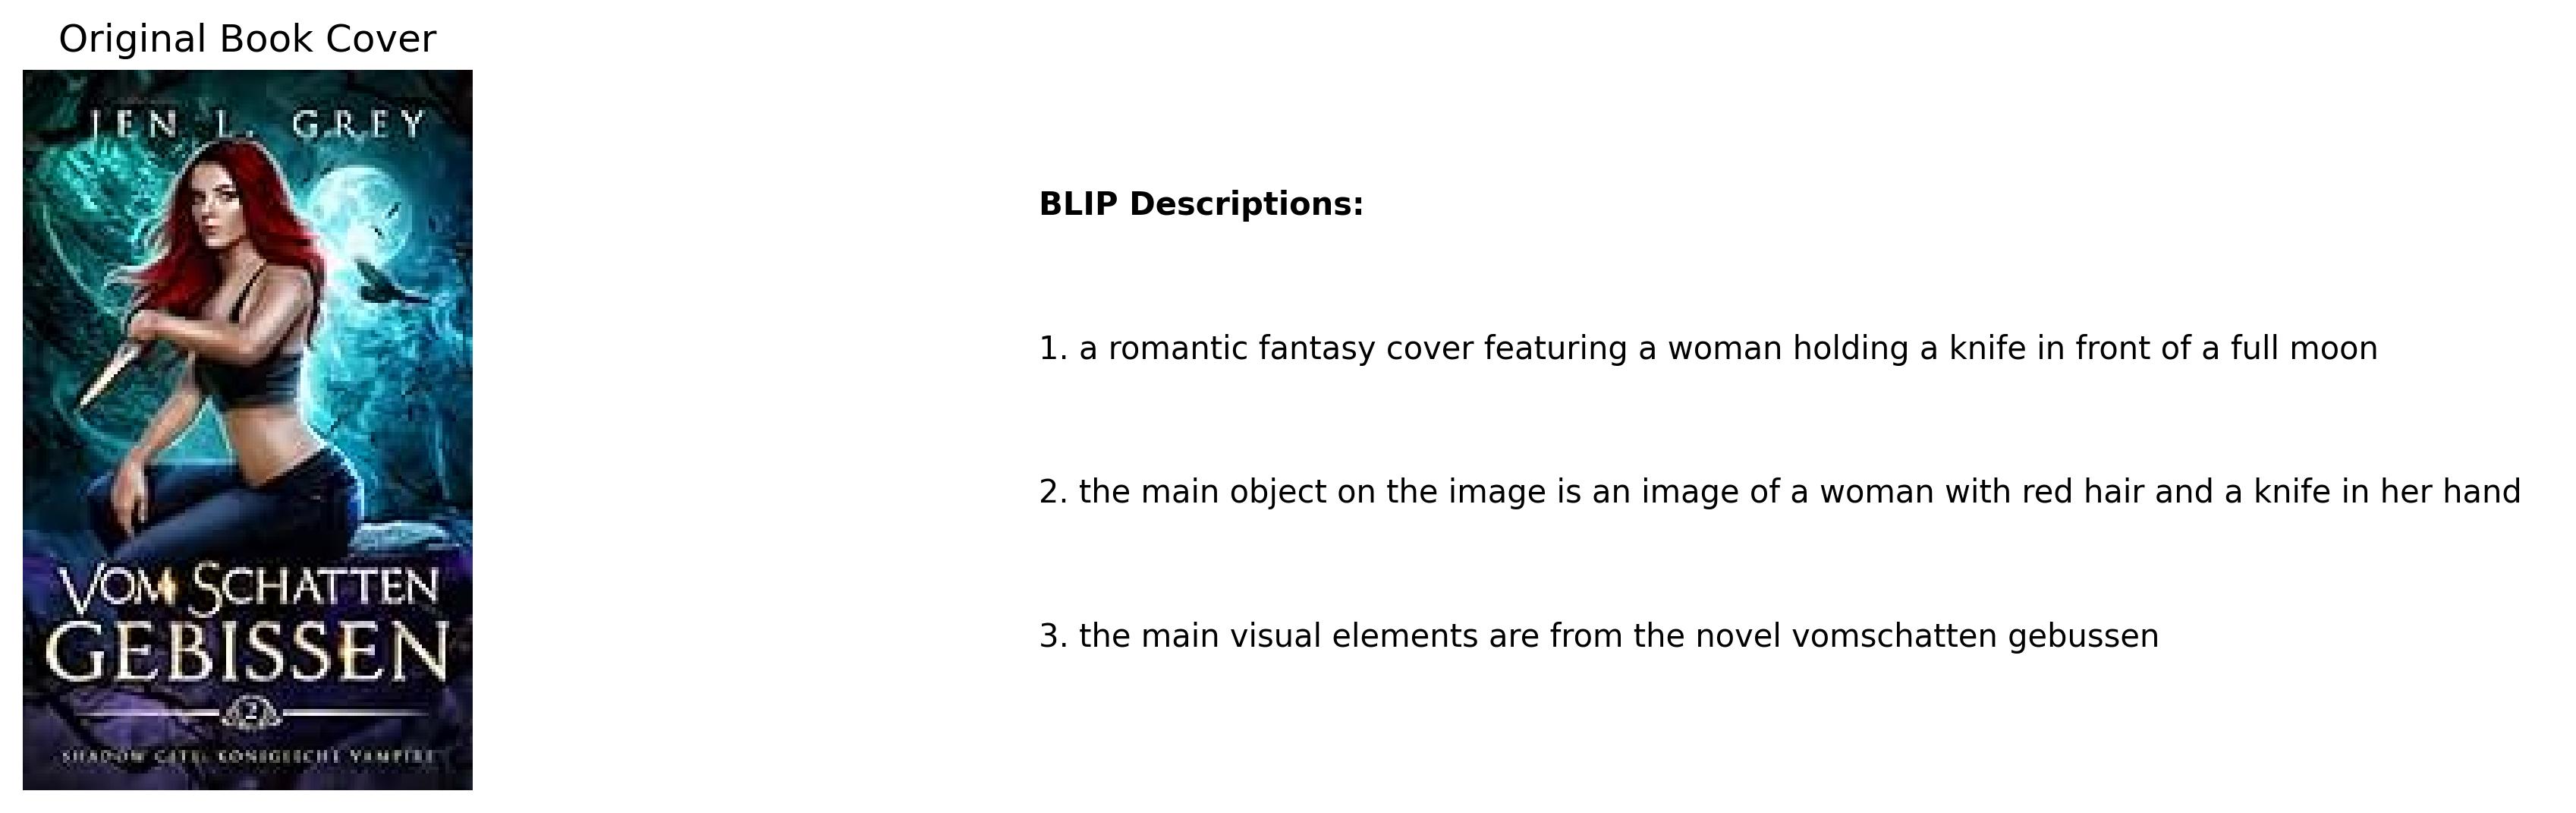 Original Book Cover
JEN L. GREY
VOM SCHATTEN
GEBISSEN
2
SHADOW CITY: KÖNIGLICHE VAMPIRE
BLIP Descriptions:
1. a romantic fantasy cover featuring a woman holding a knife in front of a full moon
2. the main object on the image is an image of a woman with red hair and a knife in her hand
3. the main visual elements are from the novel vomschatten gebussen